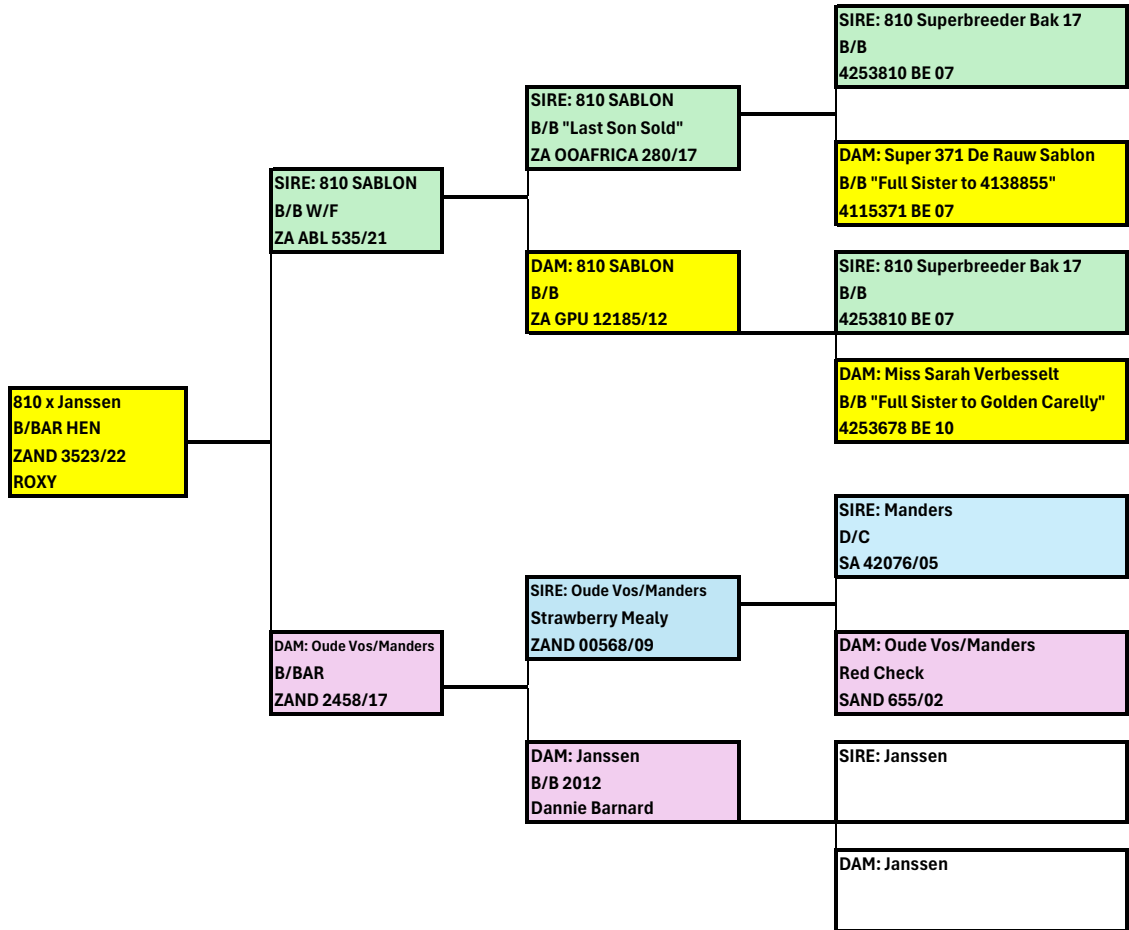 810 x Janssen
B/BAR HEN
ZAND 3523/22
ROXY
SIRE: 810 SABLON
B/B W/F
ZA ABL 535/21
DAM: Oude Vos/Manders
B/BAR
ZAND 2458/17
SIRE: 810 SABLON
B/B "Last Son Sold"
ZA OOAFRICA 280/17
DAM: 810 SABLON
B/B
ZA GPU 12185/12
SIRE: Oude Vos/Manders
Strawberry Mealy
ZAND 00568/09
DAM: Janssen
B/B 2012
Dannie Barnard
SIRE: 810 Superbreeder Bak 17
B/B
4253810 BE 07
DAM: Super 371 De Rauw Sablon
B/B "Full Sister to 4138855"
4115371 BE 07
SIRE: 810 Superbreeder Bak 17
B/B
4253810 BE 07
DAM: Miss Sarah Verbesselt
B/B "Full Sister to Golden Carelly"
4253678 BE 10
SIRE: Manders
D/C
SA 42076/05
DAM: Oude Vos/Manders
Red Check
SAND 655/02
SIRE: Janssen
DAM: Janssen